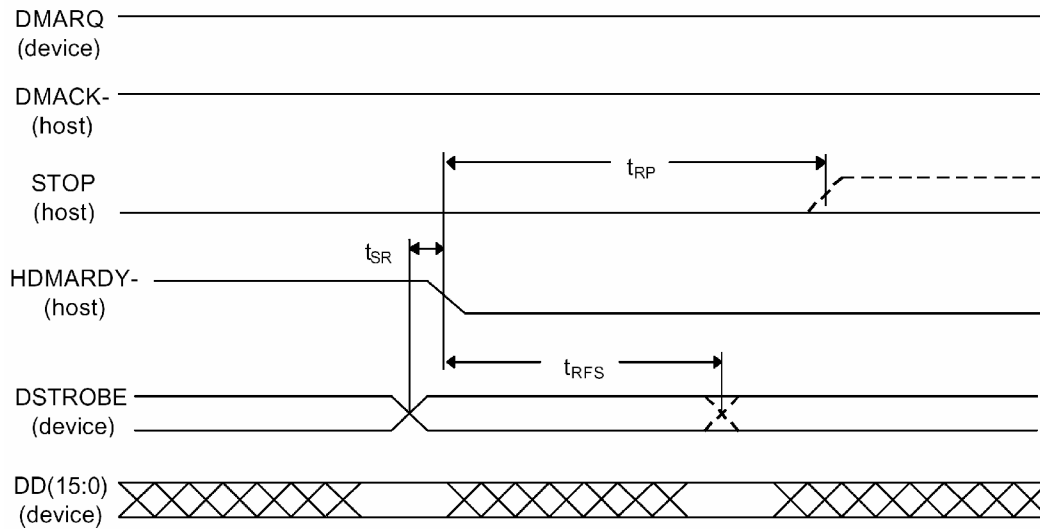 DMARQ
(device)
DMACK-
(host)
tRP
STOP
(host)
tSR
HDMARDY-
(host)
tRFS
DSTROBE
(device)
DD(15:0)
(device)